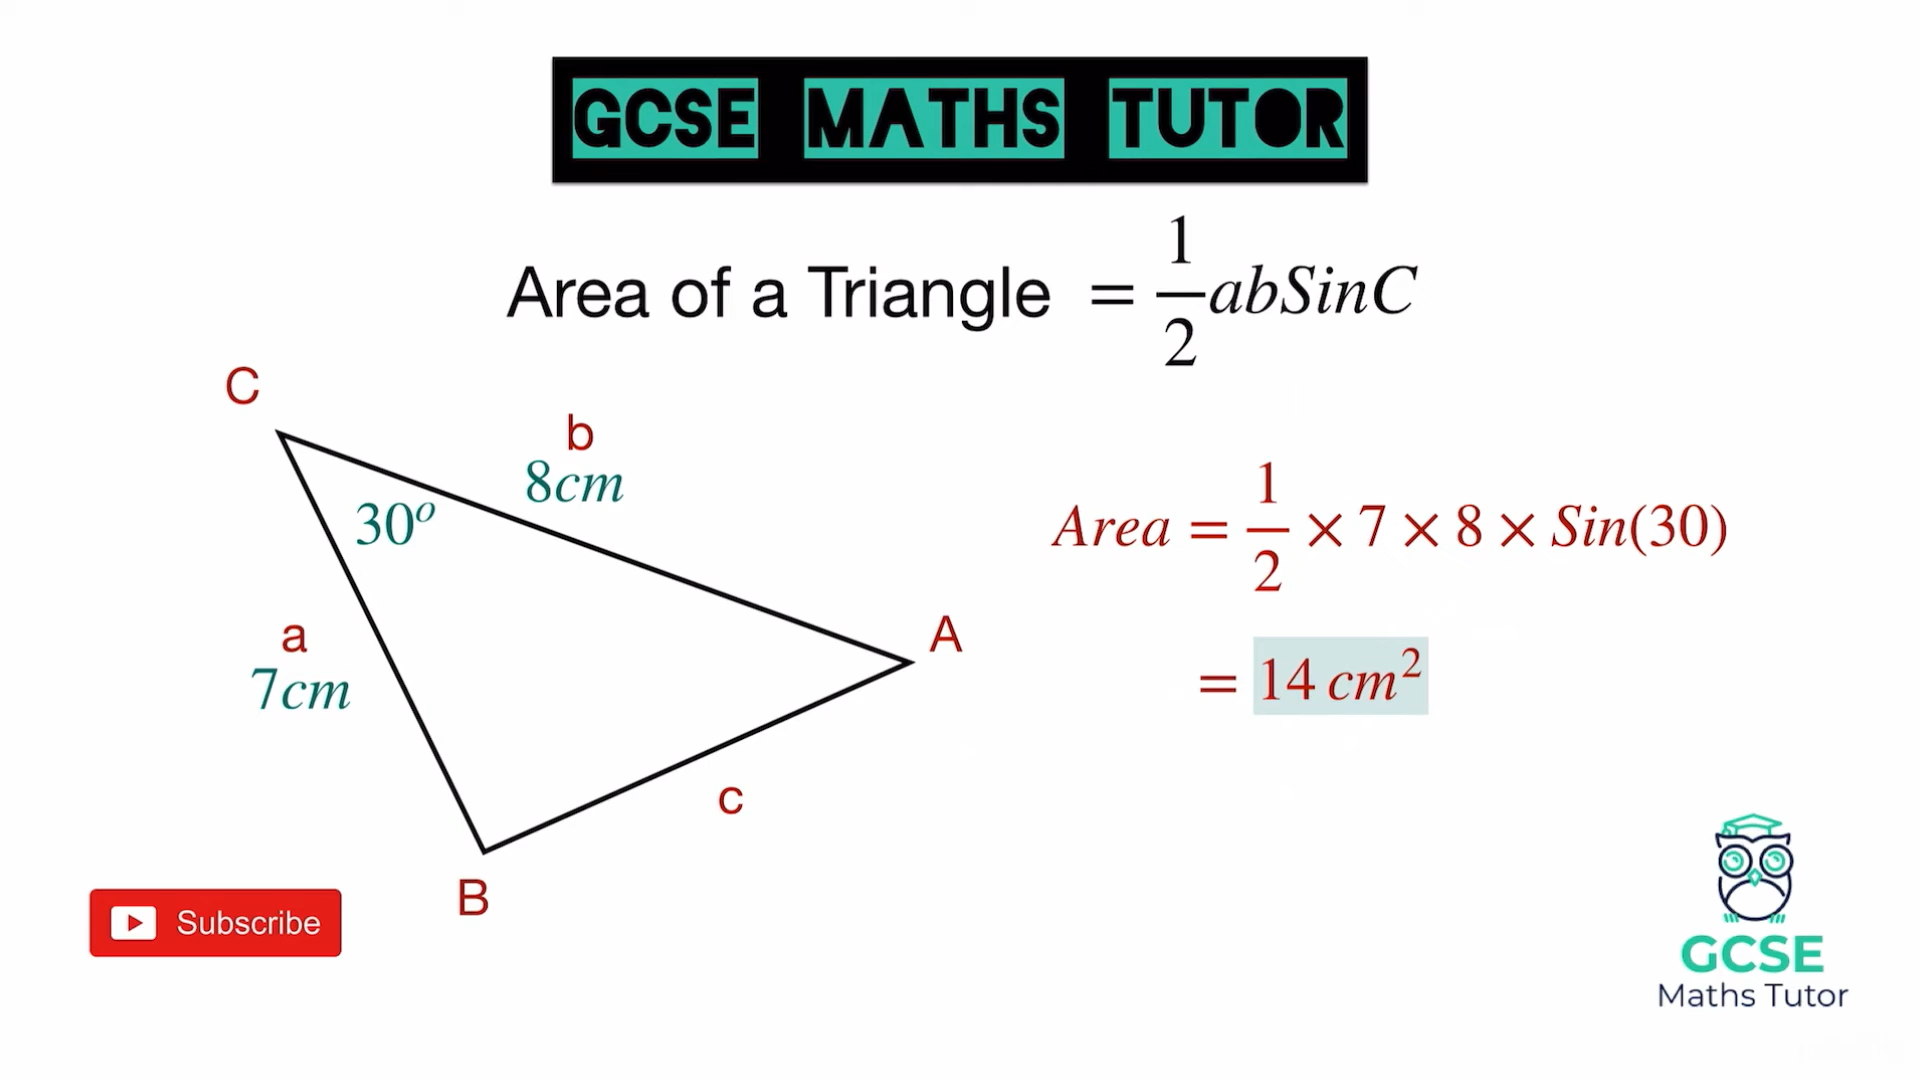 GCSE MATHS TUTOR
Area of a Triangle = 1/2 abSinC
C
b
8cm
30°
Area = 1/2 × 7 × 8 × Sin(30)
a
7cm
A
= 14 cm²
c
B
Subscribe
GCSE
Maths Tutor